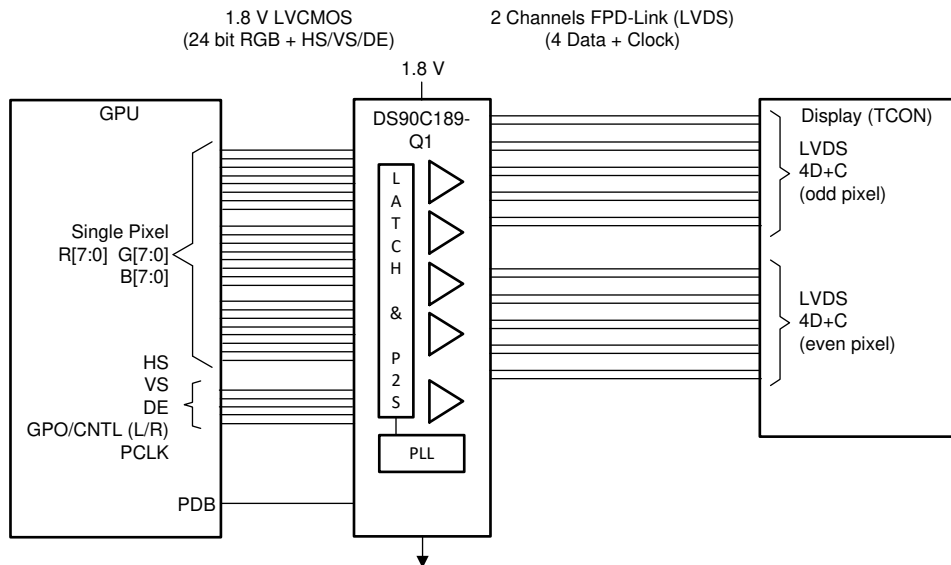 1.8 V LVCMOS
(24 bit RGB + HS/VS/DE)
2 Channels FPD-Link (LVDS)
(4 Data + Clock)
1.8 V
GPU
Single Pixel
R[7:0] G[7:0]
B[7:0]
HS
VS
DE
GPO/CNTL (L/R)
PCLK
PDB
DS90C189-
Q1
L
A
T
C
H
&
P
2
S
PLL
Display (TCON)
LVDS
4D+C
(odd pixel)
LVDS
4D+C
(even pixel)